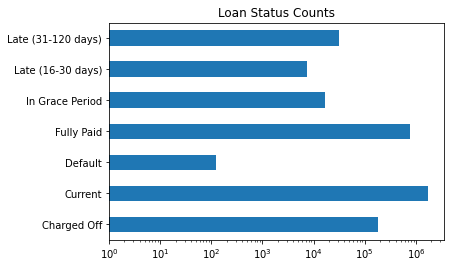 Loan Status Counts
Late (31-120 days)
Late (16-30 days)
In Grace Period
Fully Paid
Default
Current
Charged Off
10⁰ 10¹ 10² 10³ 10⁴ 10⁵ 10⁶